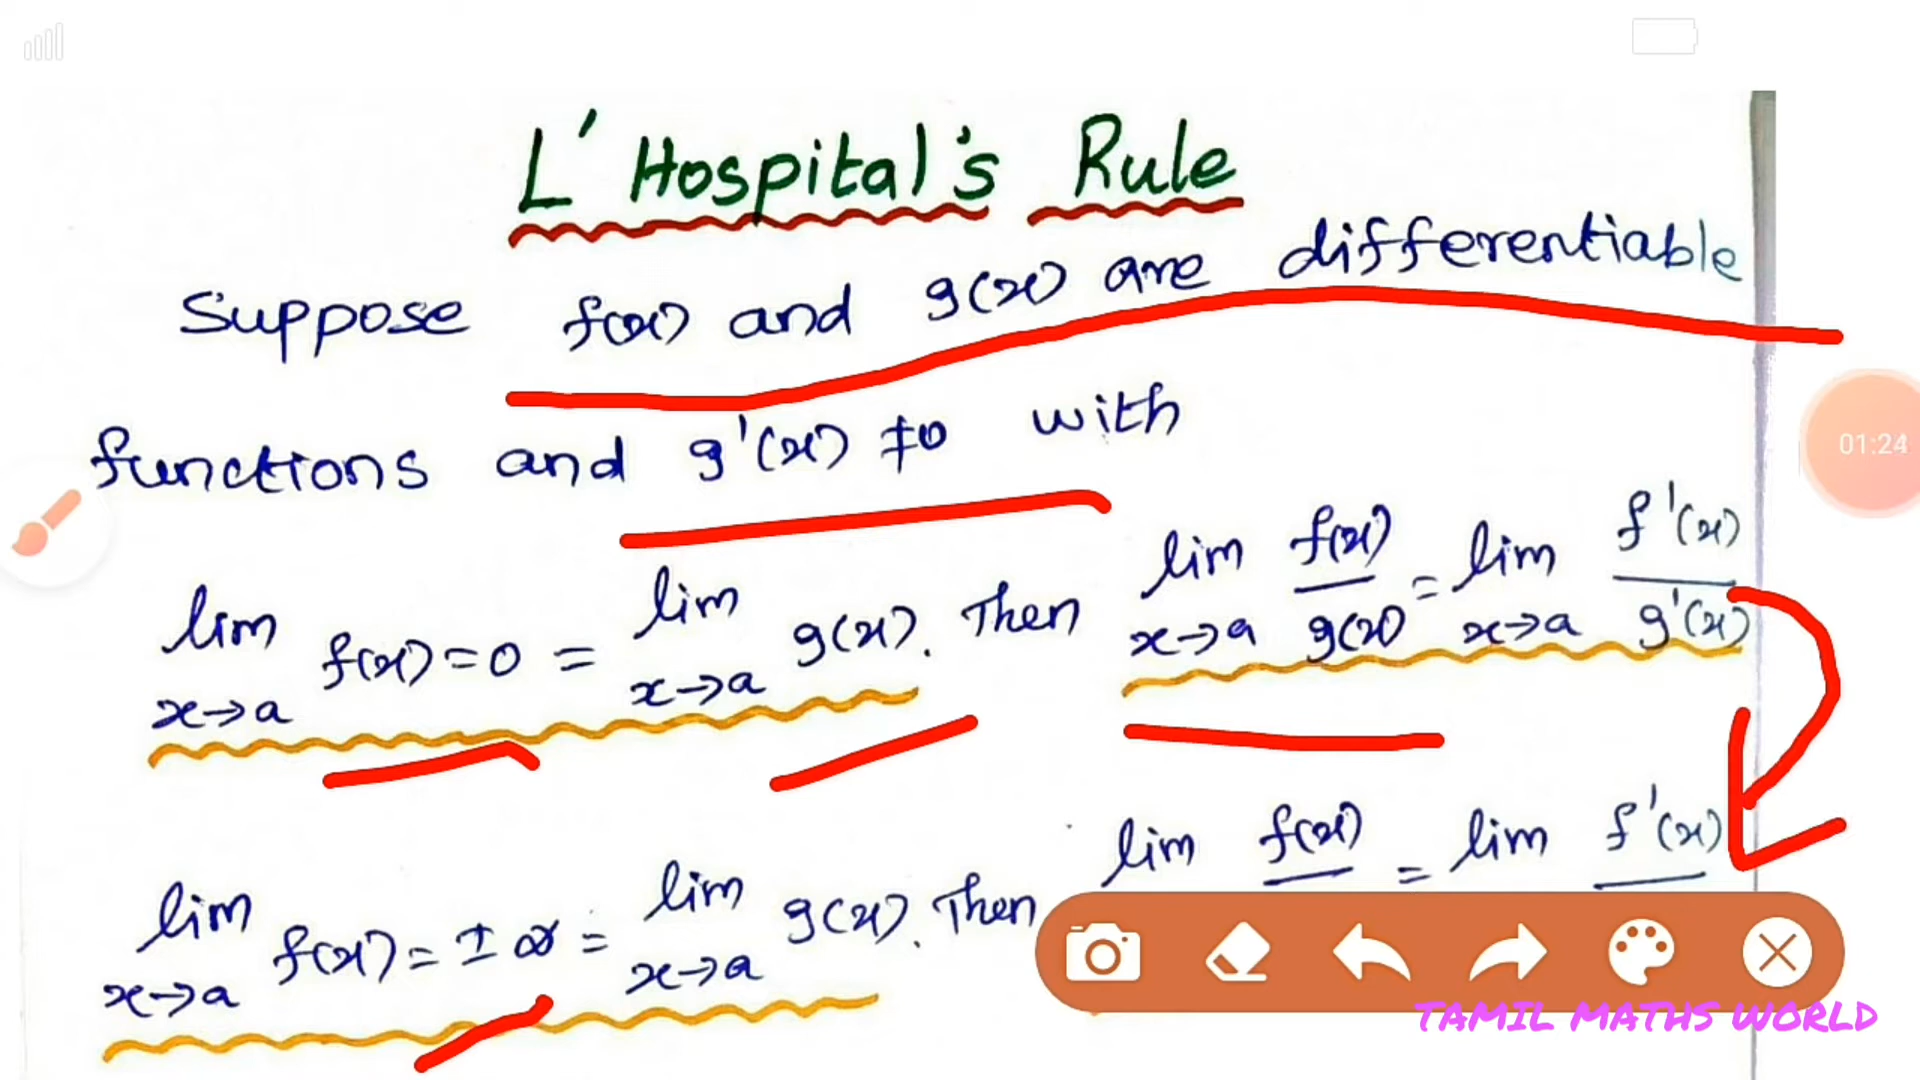 L'Hospital's Rule
Suppose f(x) and g(x) are differentiable
functions and g'(x) ≠0 with
lim x→a f(x)=0 = lim x→a g(x). Then lim x→a f(x)/g(x) = lim x→a f'(x)/g'(x)
01:24
lim x→a f(x)= ±∞ = lim x→a g(x). Then lim f(x) = lim f'(x)
TAMIL MATHS WORLD